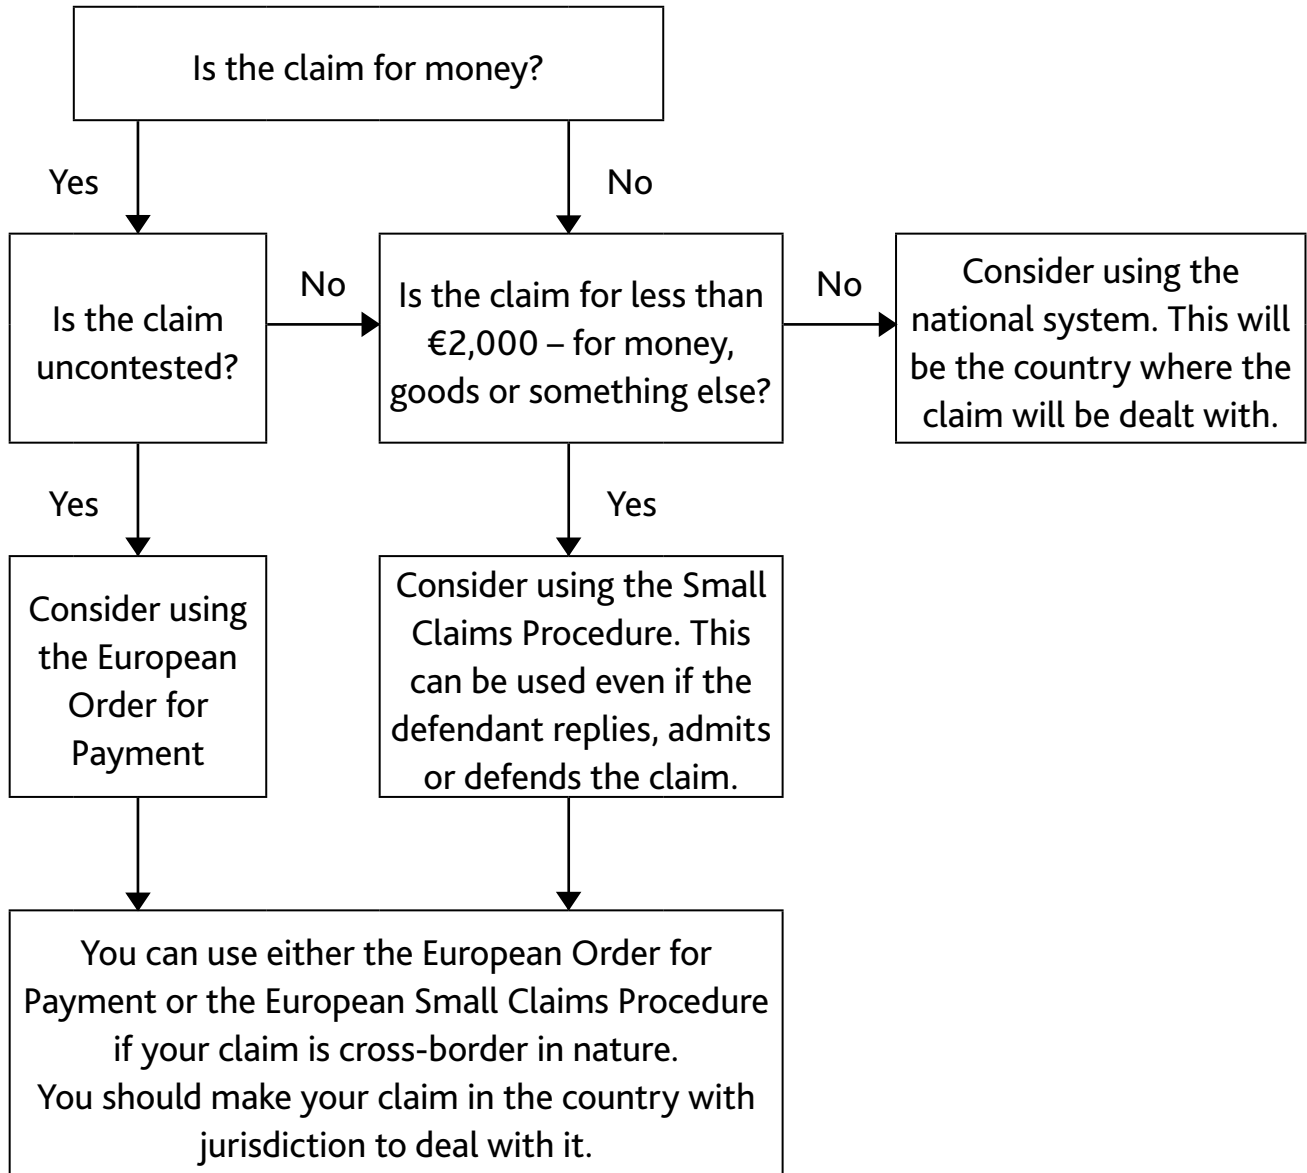 Is the claim for money?
Yes
No
Is the claim
uncontested?
No
Is the claim for less than
€2,000 – for money,
goods or something else?
No
Consider using the
national system. This will
be the country where the
claim will be dealt with.
Yes
Yes
Consider using
the European
Order for
Payment
Consider using the Small
Claims Procedure. This
can be used even if the
defendant replies, admits
or defends the claim.
You can use either the European Order for
Payment or the European Small Claims Procedure
if your claim is cross-border in nature.
You should make your claim in the country with
jurisdiction to deal with it.